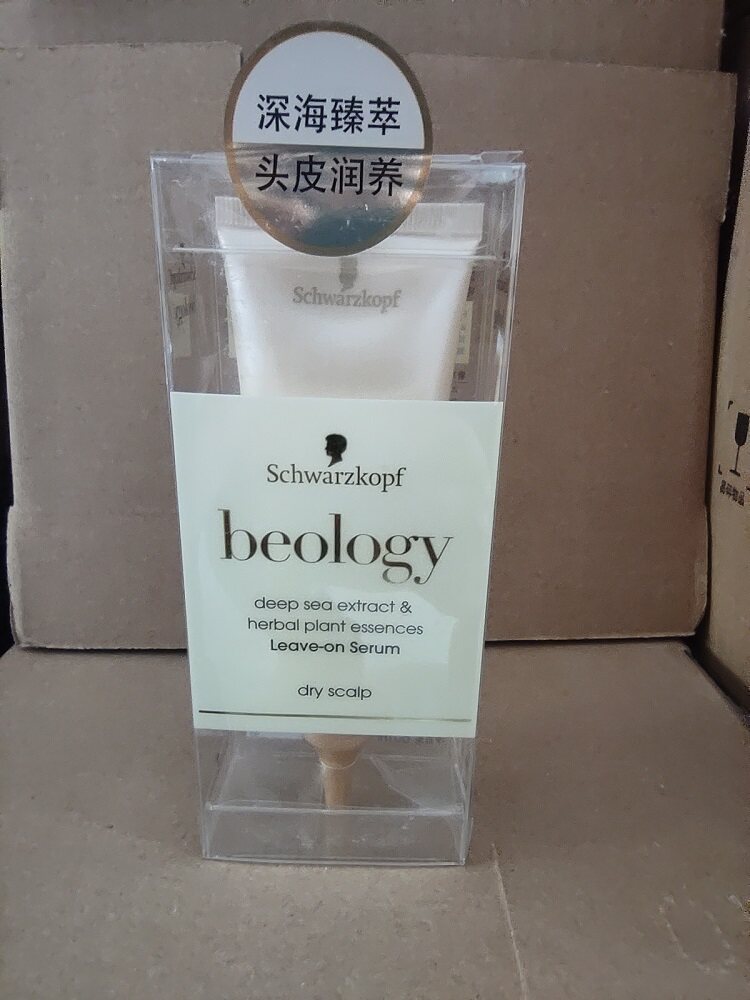 深海臻萃
头皮润养
Schwarzkopf
Schwarzkopf
beology
deep sea extract &
herbal plant essences
Leave-on Serum
dry scalp